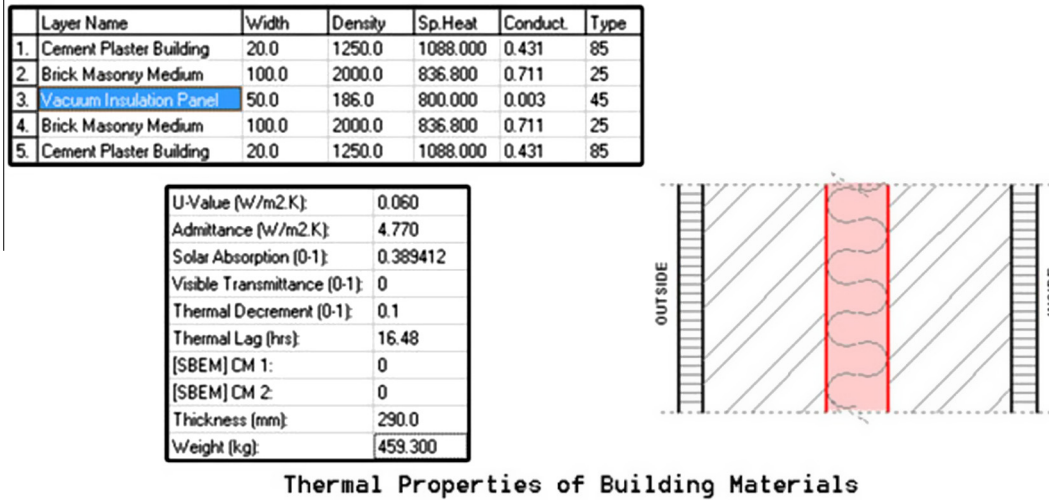 Layer Name Width Density Sp.Heat Conduct. Type
1. Cement Plaster Building 20.0 1250.0 1088.000 0.431 85
2. Brick Masonry Medium 100.0 2000.0 836.800 0.711 25
3. Vacuum Insulation Panel 50.0 186.0 800.000 0.003 45
4. Brick Masonry Medium 100.0 2000.0 836.800 0.711 25
5. Cement Plaster Building 20.0 1250.0 1088.000 0.431 85
U-Value (W/m2.K): 0.060
Admittance (W/m2.K): 4.770
Solar Absorption (0-1): 0.389412
Visible Transmittance (0-1): 0
Thermal Decrement (0-1): 0.1
Thermal Lag (hrs): 16.48
[SBEM] CM 1: 0
[SBEM] CM 2: 0
Thickness (mm): 290.0
Weight (kg): 459.300
OUTSIDE
Thermal Properties of Building Materials